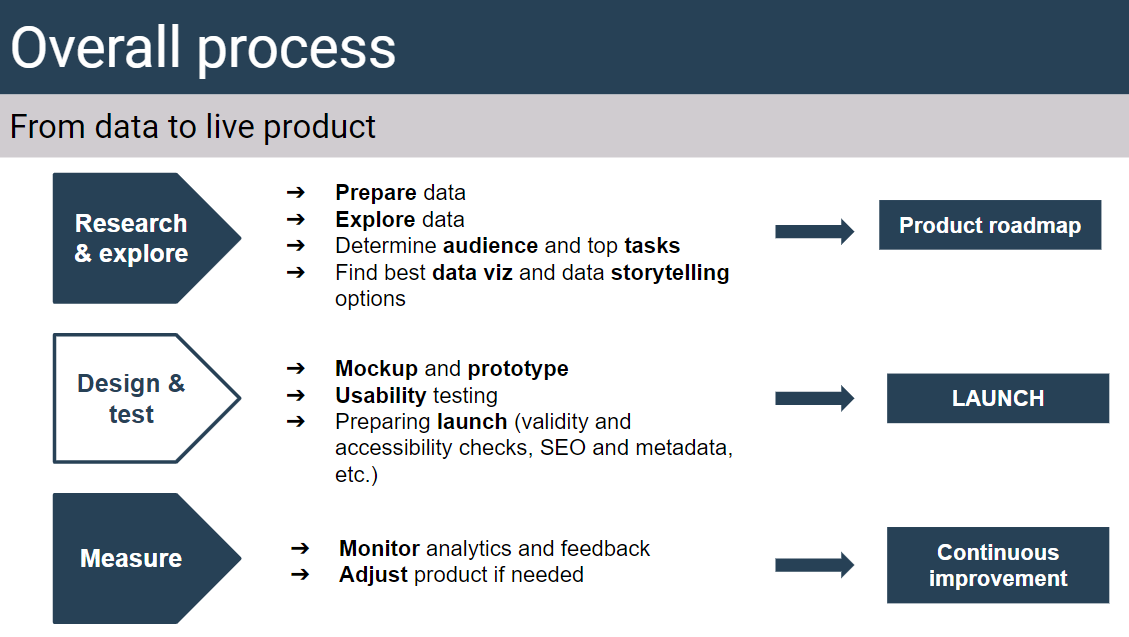 Overall process
From data to live product
Research
& explore
➔ Prepare data
➔ Explore data
➔ Determine audience and top tasks
➔ Find best data viz and data storytelling
options
Product roadmap
Design &
test
➔ Mockup and prototype
➔ Usability testing
➔ Preparing launch (validity and
accessibility checks, SEO and metadata,
etc.)
LAUNCH
Measure
➔ Monitor analytics and feedback
➔ Adjust product if needed
Continuous
improvement